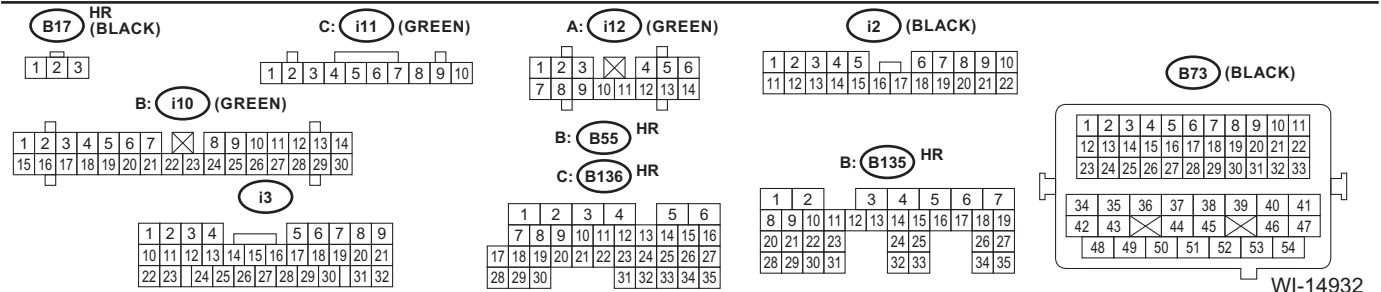 B17 HR (BLACK)
1 2 3
C: i11 (GREEN)
1 2 3 4 5 6 7 8 9 10
A: i12 (GREEN)
1 2 3 4 5 6
7 8 9 10 11 12 13 14
i2 (BLACK)
1 2 3 4 5 6 7 8 9 10
11 12 13 14 15 16 17 18 19 20 21 22
B73 (BLACK)
1 2 3 4 5 6 7 8 9 10 11
12 13 14 15 16 17 18 19 20 21 22
23 24 25 26 27 28 29 30 31 32 33
34 35 36 37 38 39 40 41
42 43 44 45 46 47
48 49 50 51 52 53 54
B: i10 (GREEN)
1 2 3 4 5 6 7 8 9 10 11 12 13 14
15 16 17 18 19 20 21 22 23 24 25 26 27 28 29 30
i3
1 2 3 4 5 6 7 8 9
10 11 12 13 14 15 16 17 18 19 20 21
22 23 24 25 26 27 28 29 30 31 32
B: B55 HR
C: B136 HR
1 2 3 4 5 6
7 8 9 10 11 12 13 14 15 16
17 18 19 20 21 22 23 24 25 26 27
28 29 30 31 32 33 34 35
B: B135 HR
1 2 3 4 5 6 7
8 9 10 11 12 13 14 15 16 17 18 19
20 21 22 23 24 25 26 27
28 29 30 31 32 33 34 35
WI-14932